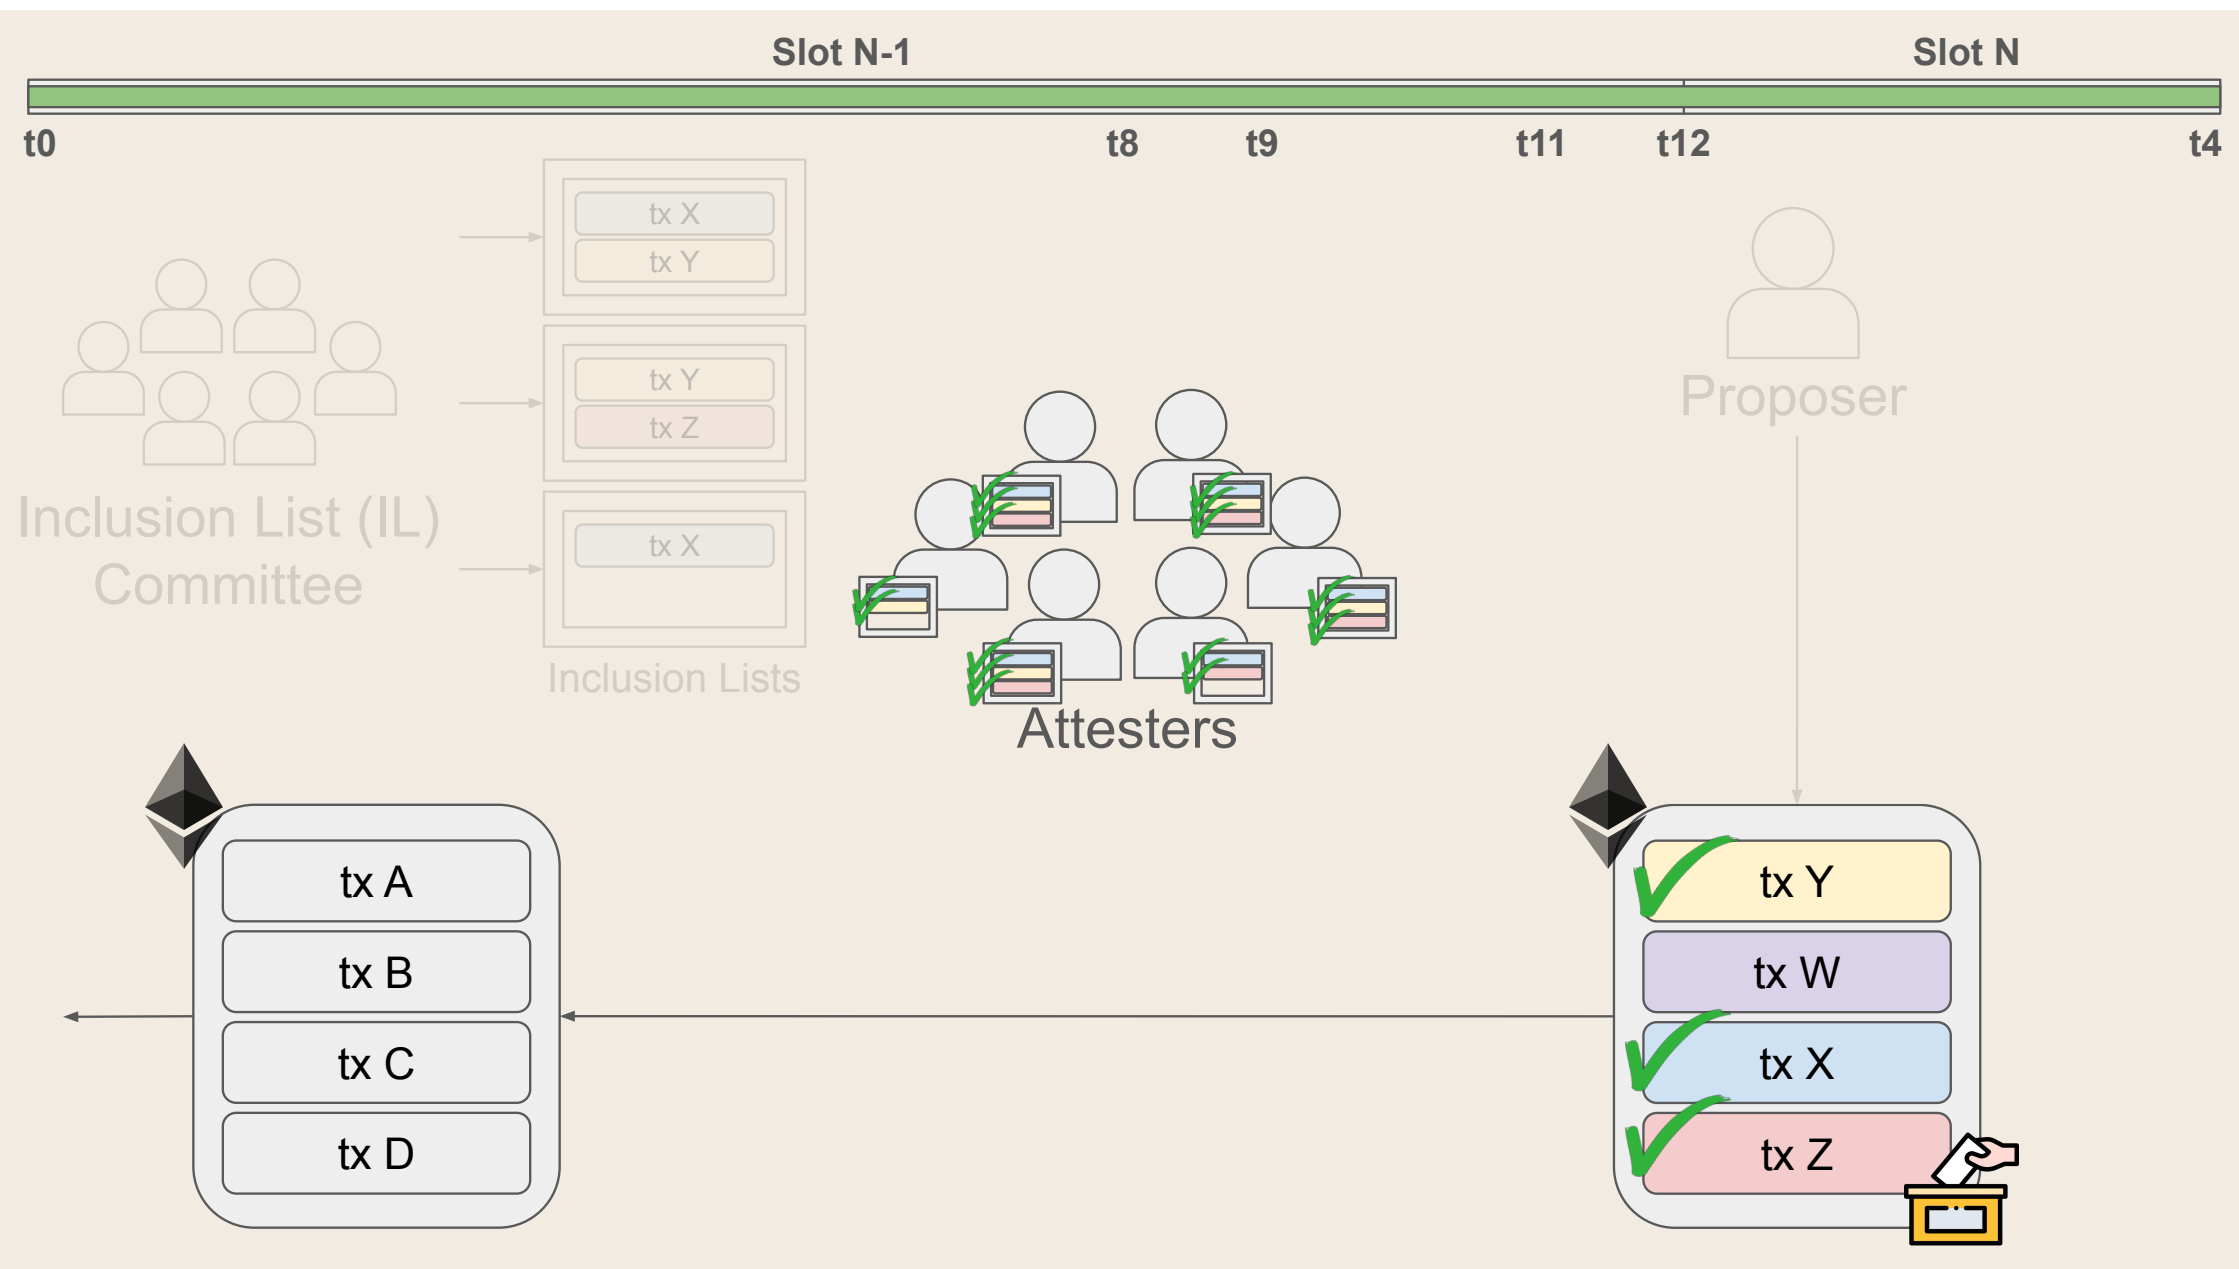 Slot N-1
Slot N
t0
t8
t9
t11
t12
t4
tx X
tx Y
tx Y
tx Z
tx X
Inclusion Lists
Inclusion List (IL)
Committee
Attesters
Proposer
tx A
tx B
tx C
tx D
tx Y
tx W
tx X
tx Z